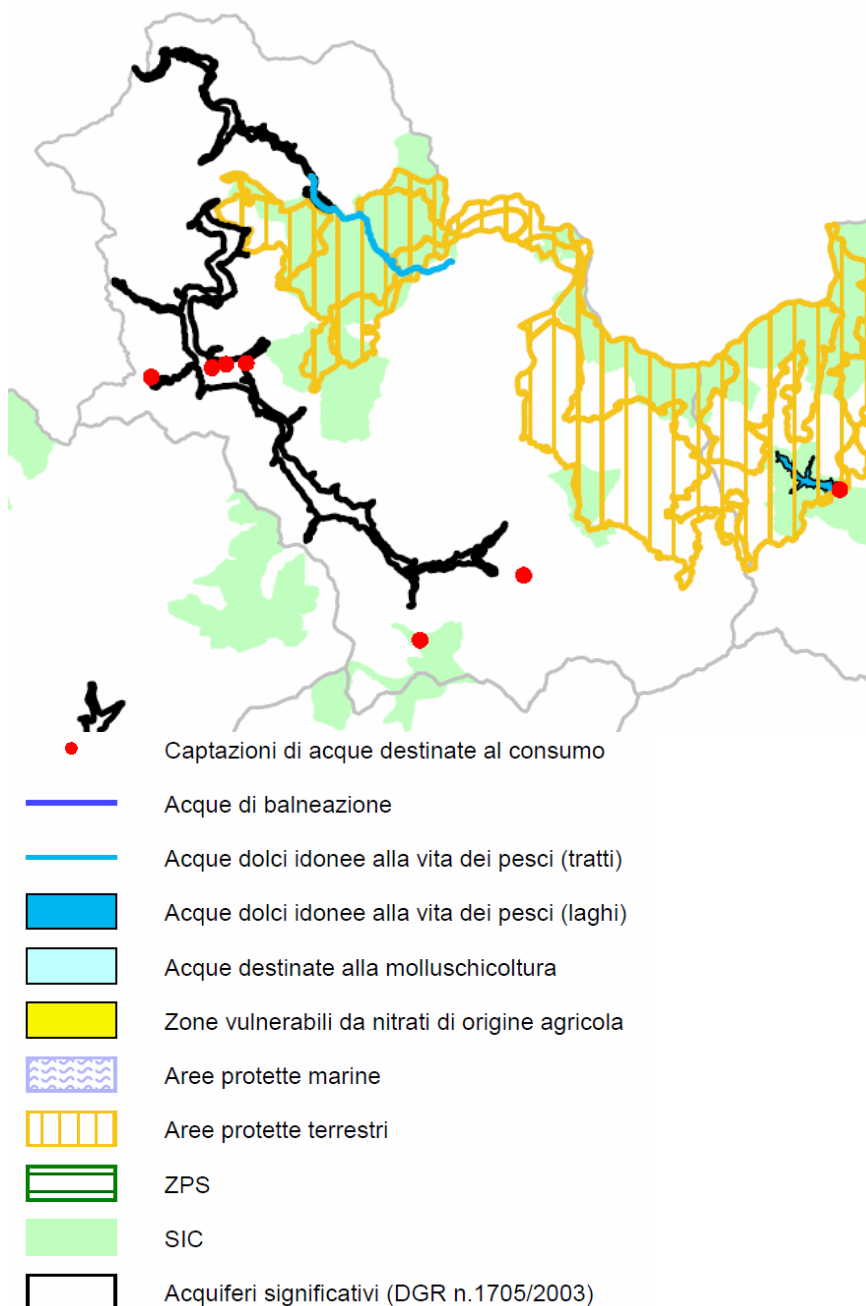 Captazioni di acque destinate al consumo
Acque di balneazione
Acque dolci idonee alla vita dei pesci (tratti)
Acque dolci idonee alla vita dei pesci (laghi)
Acque destinate alla molluschicoltura
Zone vulnerabili da nitrati di origine agricola
Aree protette marine
Aree protette terrestri
ZPS
SIC
Acquiferi significativi (DGR n.1705/2003)